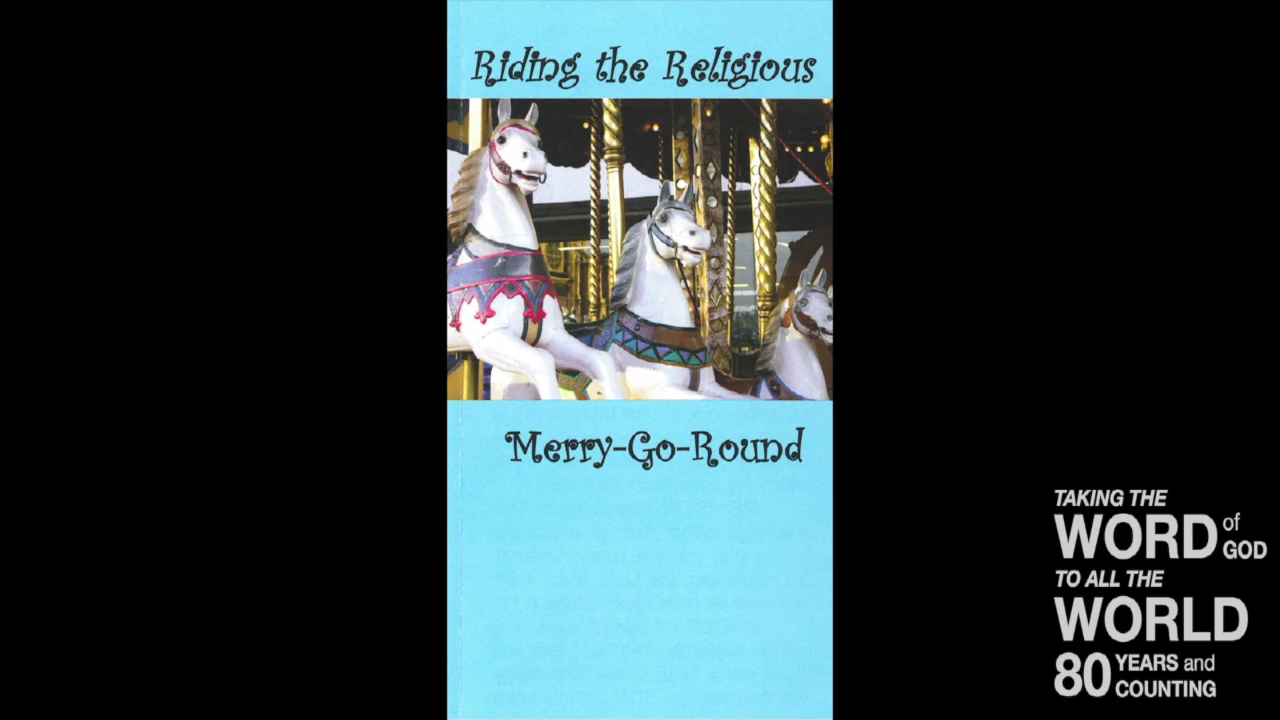 Riding the Religious
Merry-Go-Round
TAKING THE
WORD of GOD
TO ALL THE
WORLD
80 YEARS and COUNTING